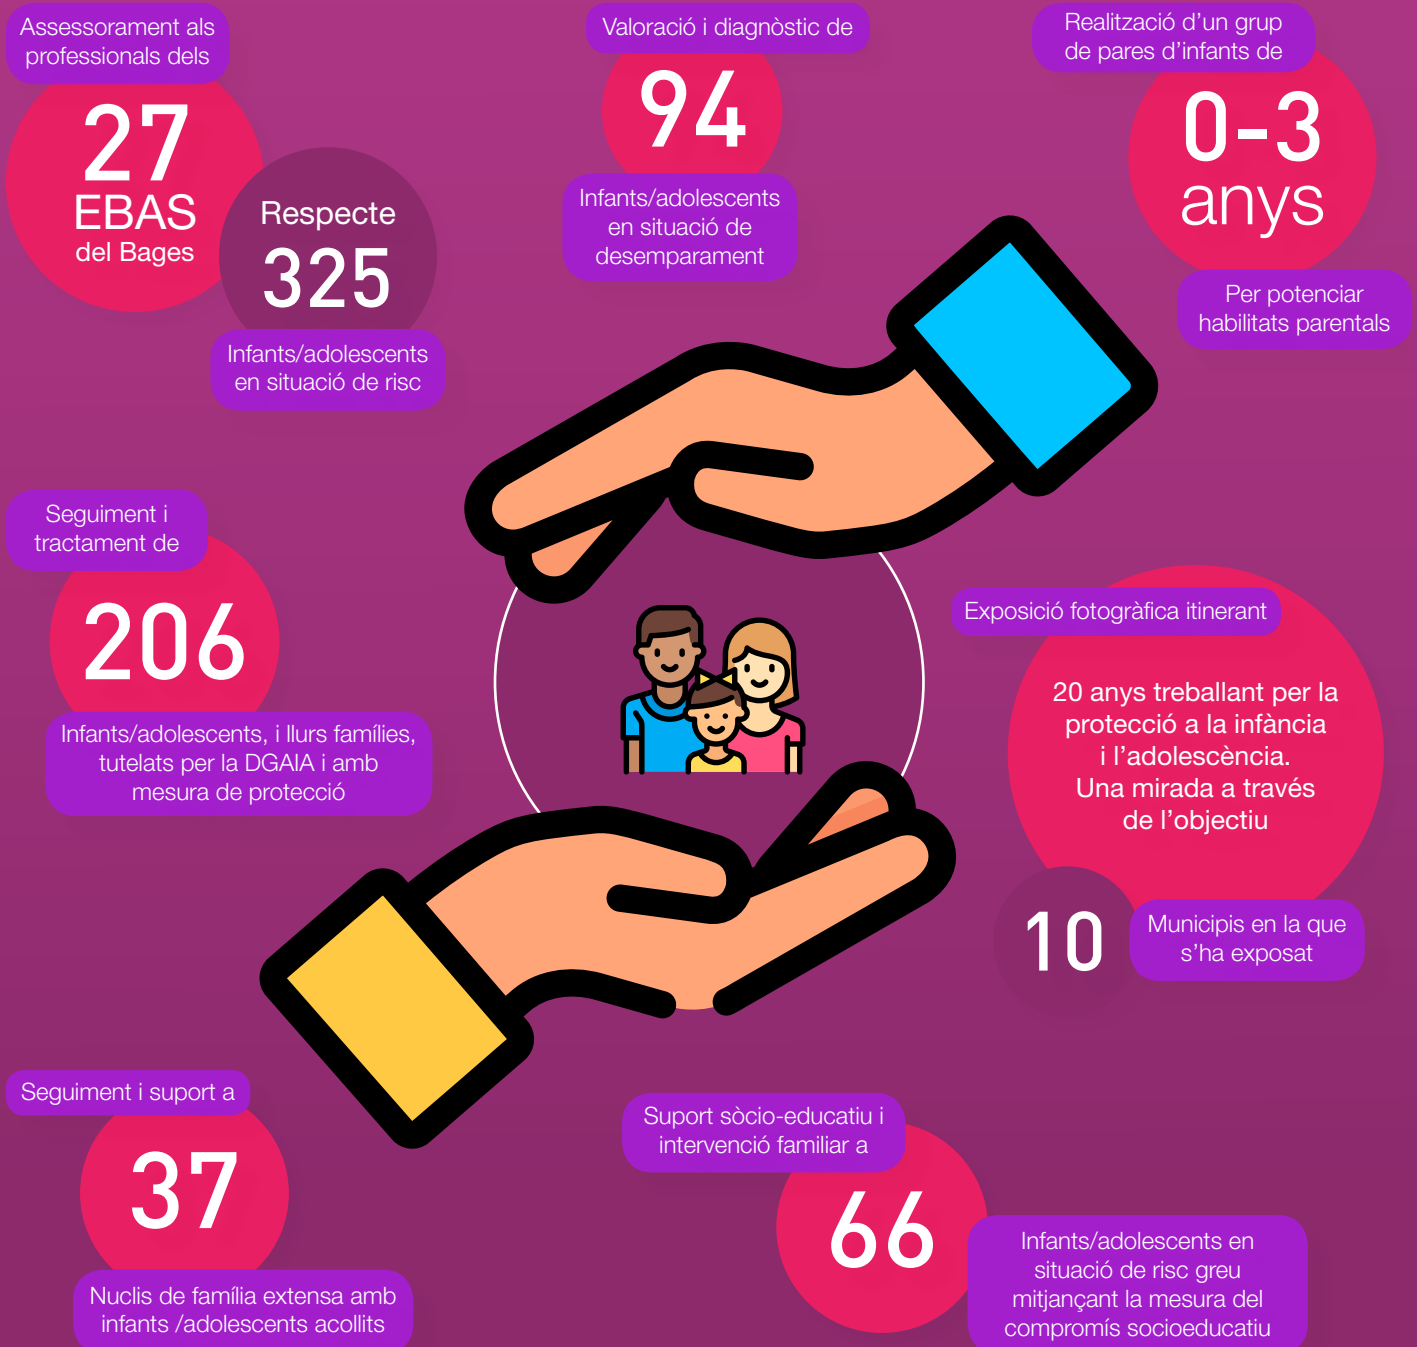 Assessorament als
professionals dels
27
EBAS
del Bages
Respecte
325
Infants/adolescents
en situació de risc
Valoració i diagnòstic de
94
Infants/adolescents
en situació de
desemparament
Realització d’un grup
de pares d’infants de
0-3
anys
Per potenciar
habilitats parentals
Seguiment i
tractament de
206
Infants/adolescents, i llurs famílies,
tutelats per la DGAIA i amb
mesura de protecció
Exposició fotogràfica itinerant
20 anys treballant per la
protecció a la infància
i l’adolescència.
Una mirada a través
de l’objectiu
10
Municipis en la que
s’ha exposat
Seguiment i suport a
37
Nuclis de família extensa amb
infants /adolescents acollits
Suport sòcio-educatiu i
intervenció familiar a
66
Infants/adolescents en
situació de risc greu
mitjançant la mesura del
compromís socioeducatiu